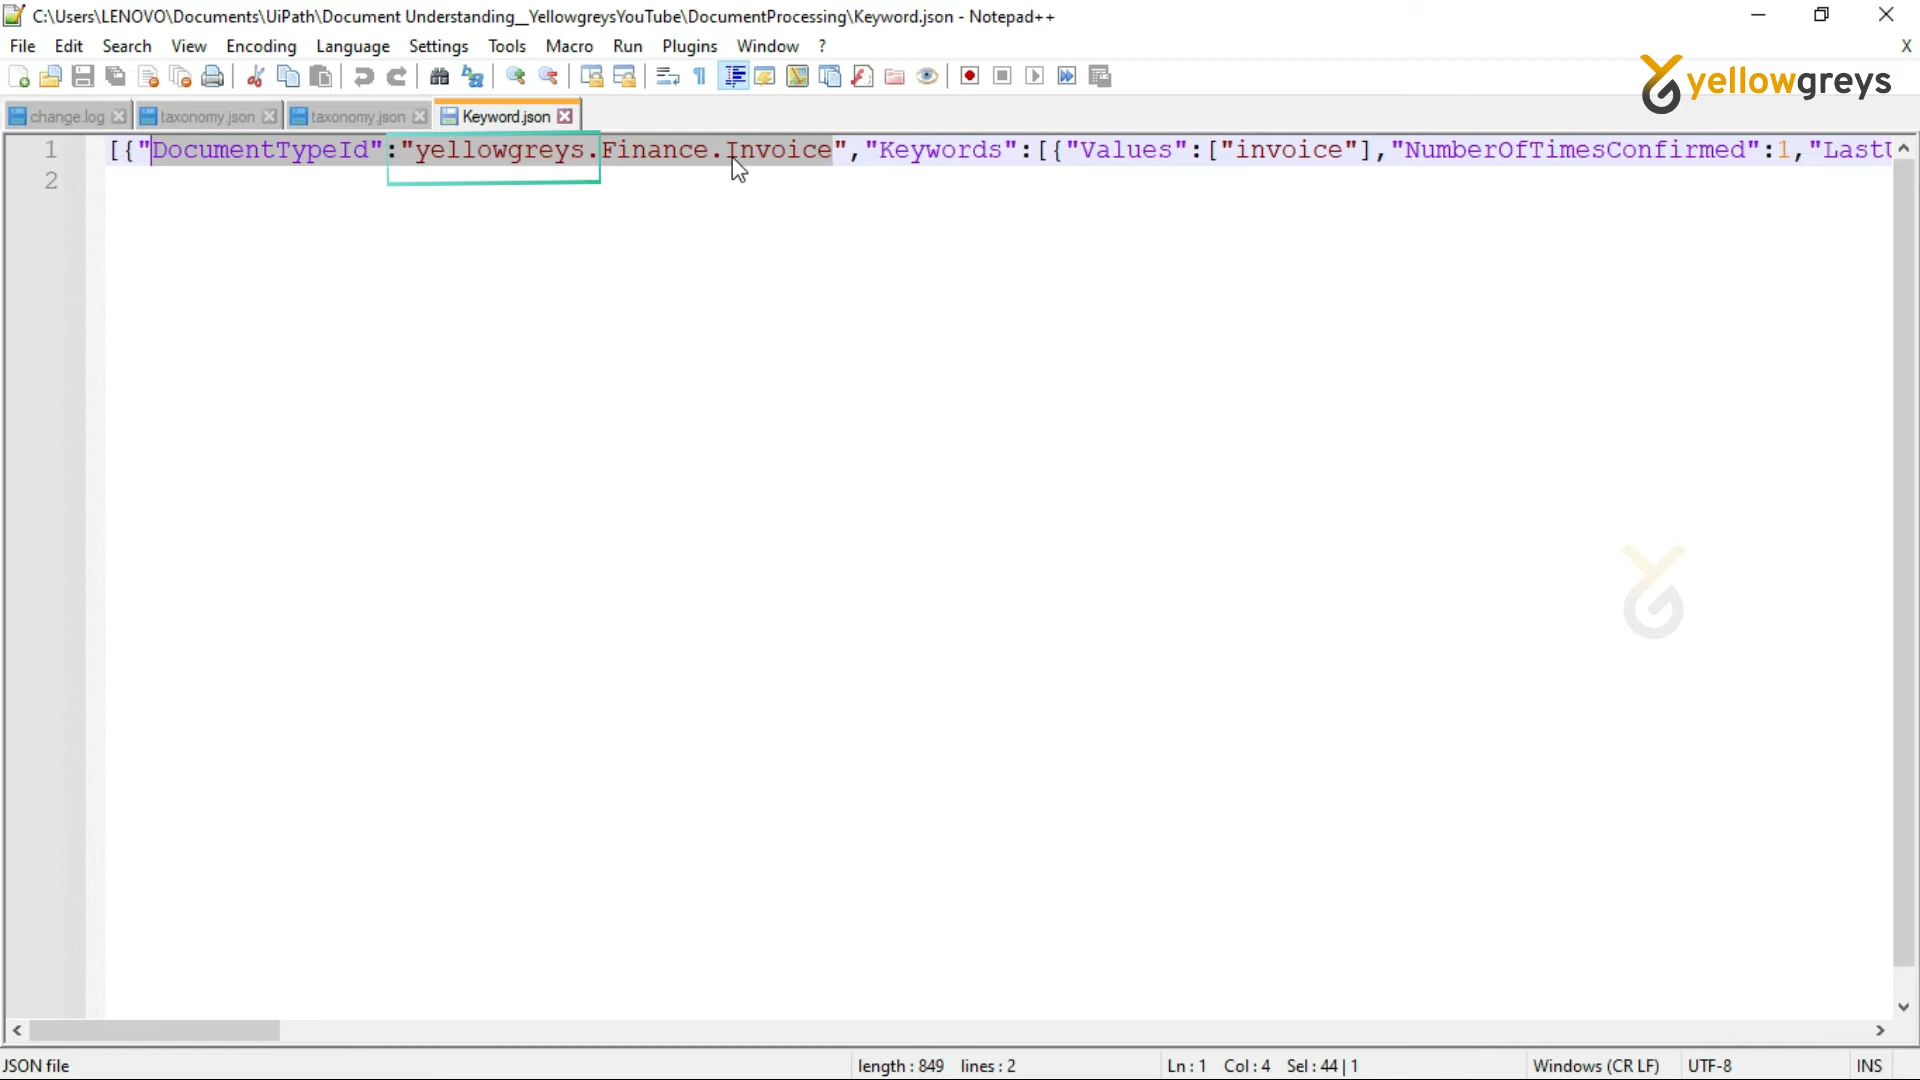 C:\Users\LENOVO\Documents\UiPath\Document Understanding__YellowgreysYouTube\DocumentProcessing\Keyword.json - Notepad++
File Edit Search View Encoding Language Settings Tools Macro Run Plugins Window ? X
yellowgreys
change.log taxonomy.json taxonomy.json Keyword.json
1 [{"DocumentTypeId":"yellowgreys.Finance.Invoice","Keywords":[{"Values":["invoice"],"NumberOfTimesConfirmed":1,"Last
2
JSON file length : 849 lines : 2 Ln : 1 Col : 4 Sel : 44 | 1 Windows (CR LF) UTF-8 INS